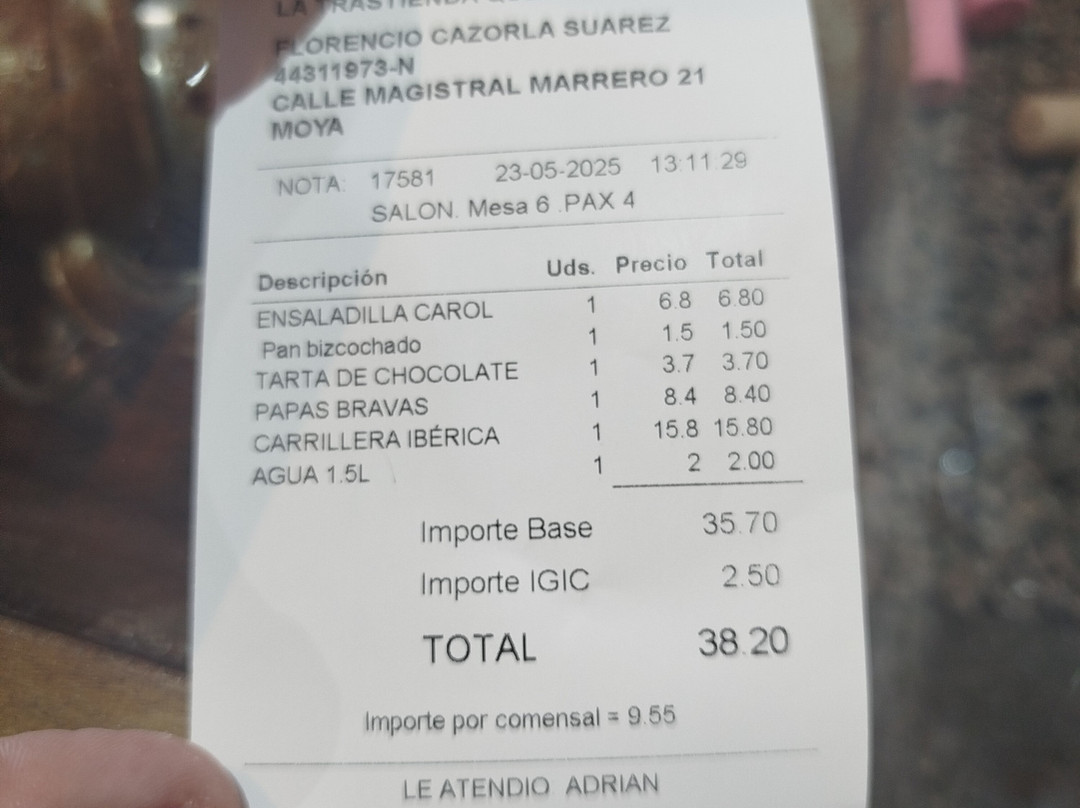 LA TRASTIENDA
FLORENCIO CAZORLA SUAREZ
44311973-N
CALLE MAGISTRAL MARRERO 21
MOYA
NOTA: 17581 23-05-2025 13:11:29
SALON. Mesa 6 .PAX 4
Descripción Uds. Precio Total
ENSALADILLA CAROL 1 6.8 6.80
Pan bizcochado 1 1.5 1.50
TARTA DE CHOCOLATE 1 3.7 3.70
PAPAS BRAVAS 1 8.4 8.40
CARRILLERA IBÉRICA 1 15.8 15.80
AGUA 1.5L 1 2 2.00
Importe Base 35.70
Importe IGIC 2.50
TOTAL 38.20
Importe por comensal = 9.55
LE ATENDIO ADRIAN